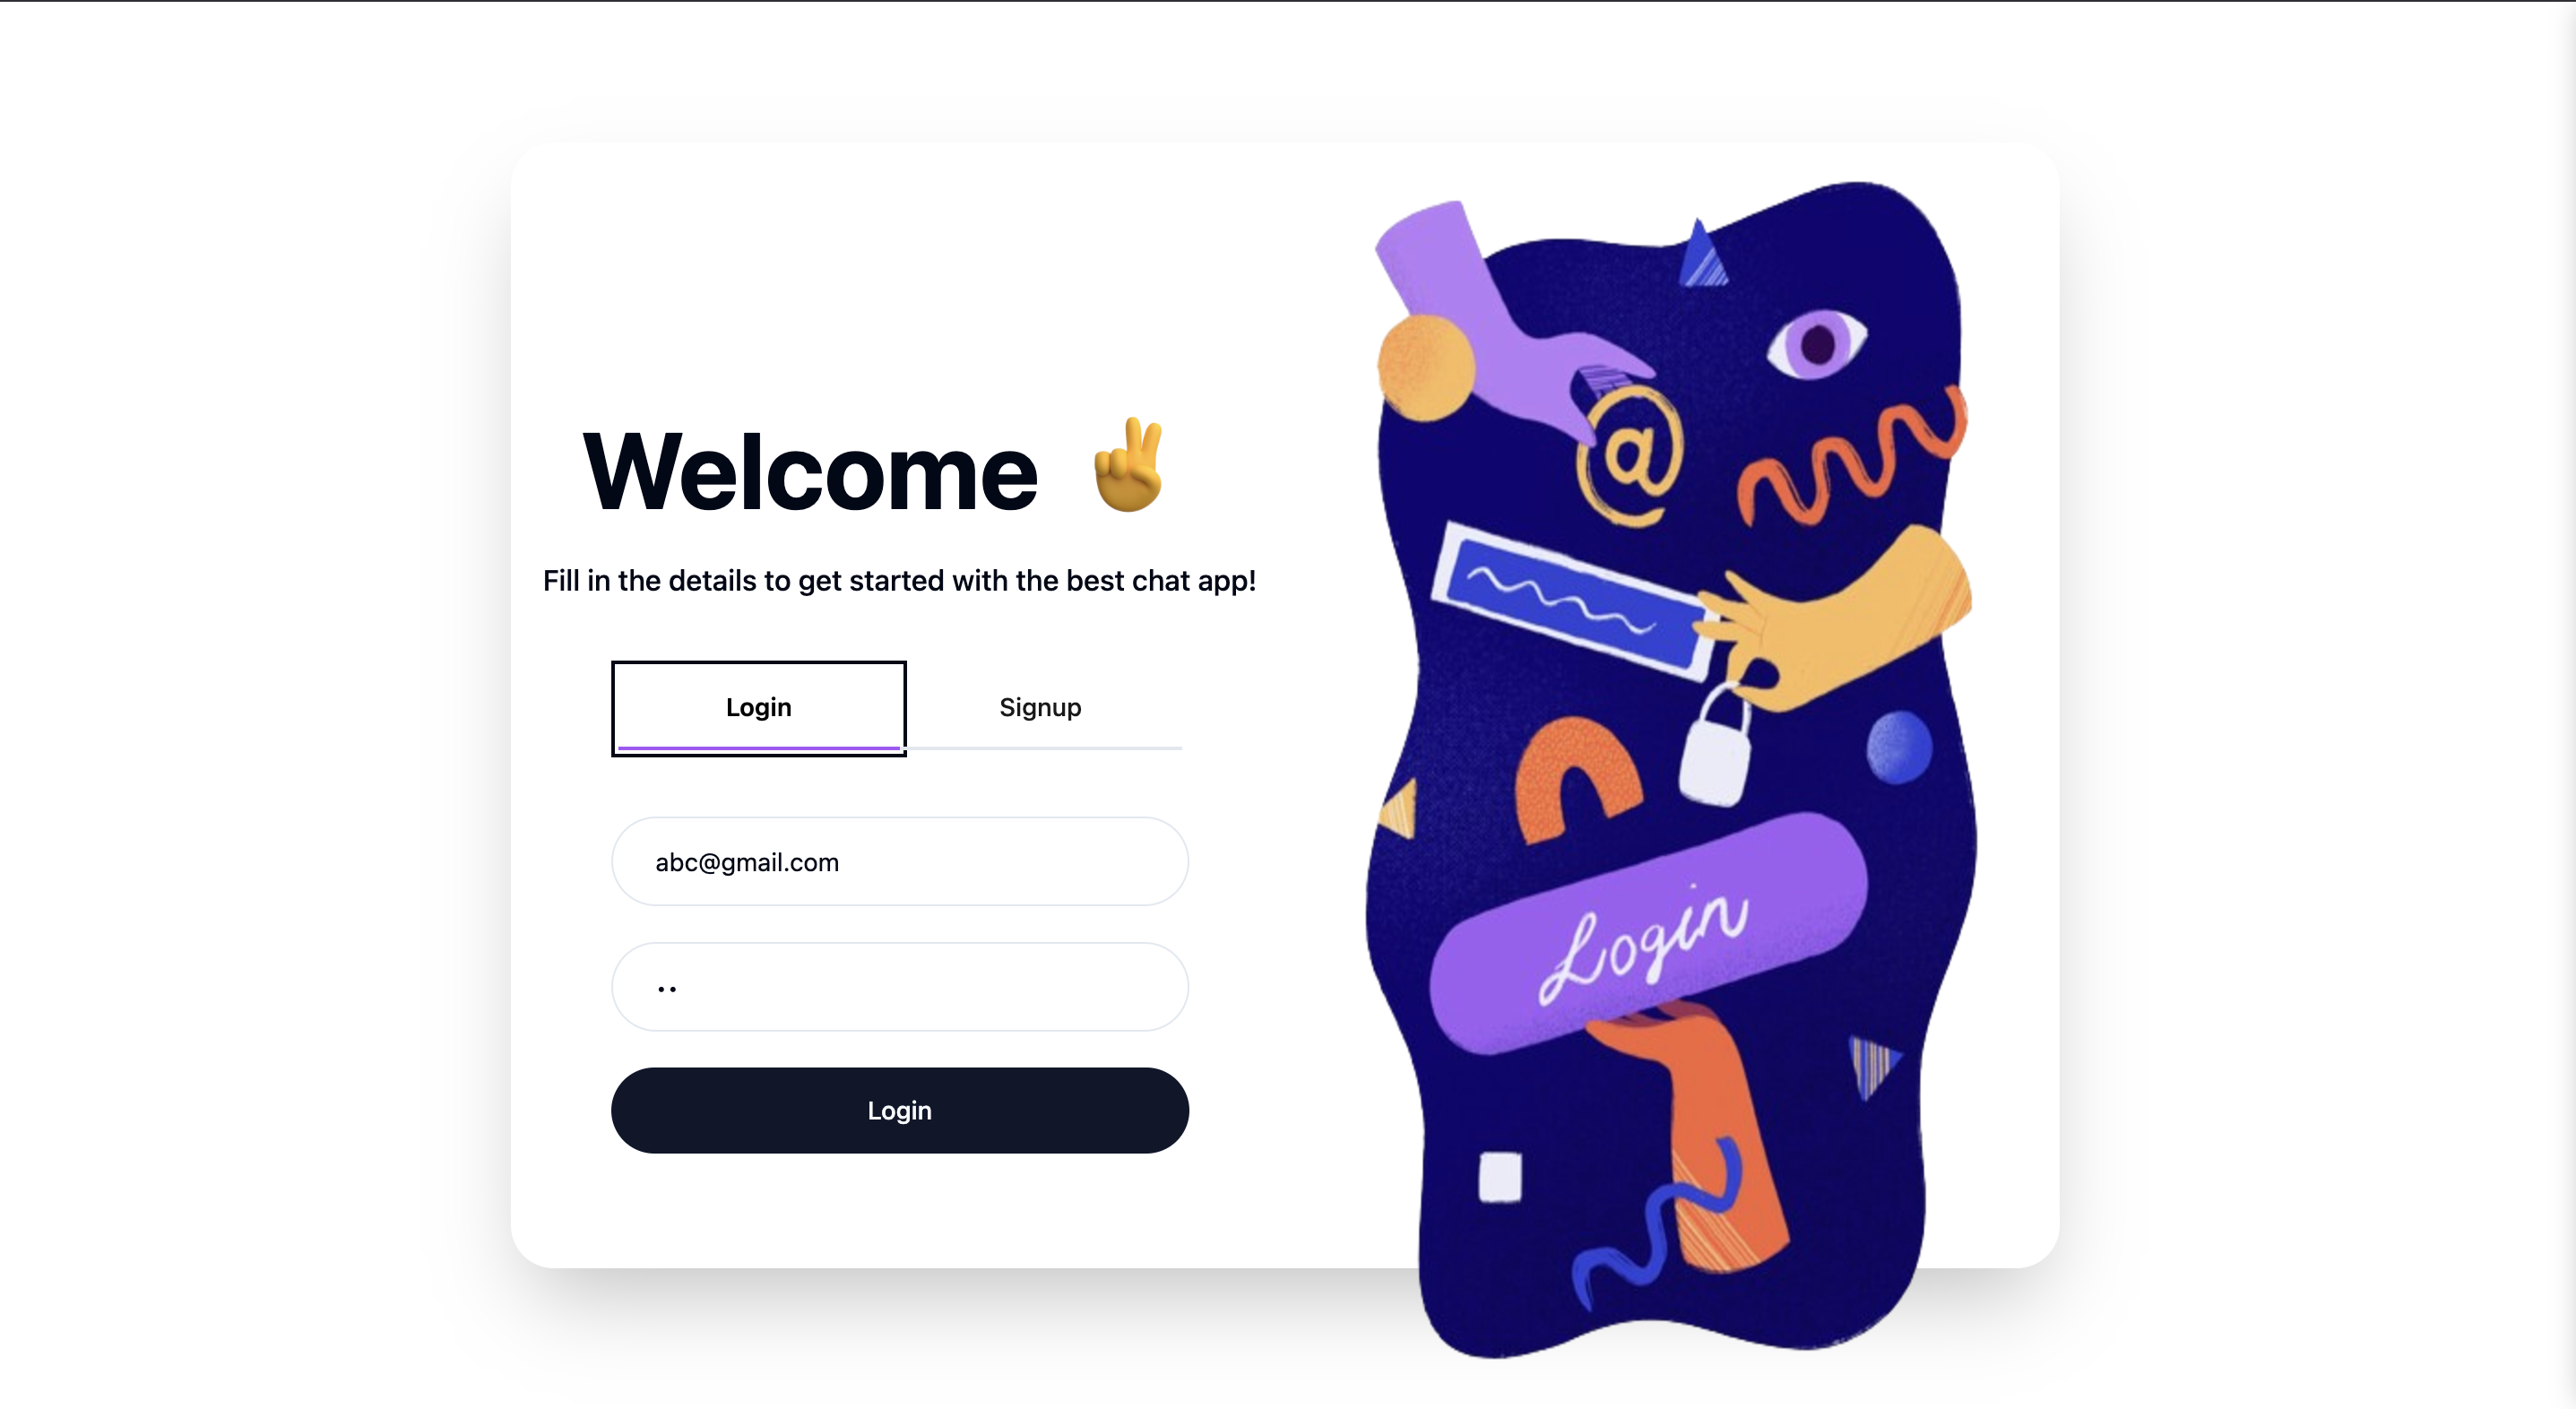 Welcome ✌️
Fill in the details to get started with the best chat app!
Login Signup
abc@gmail.com
••
Login
@
Login